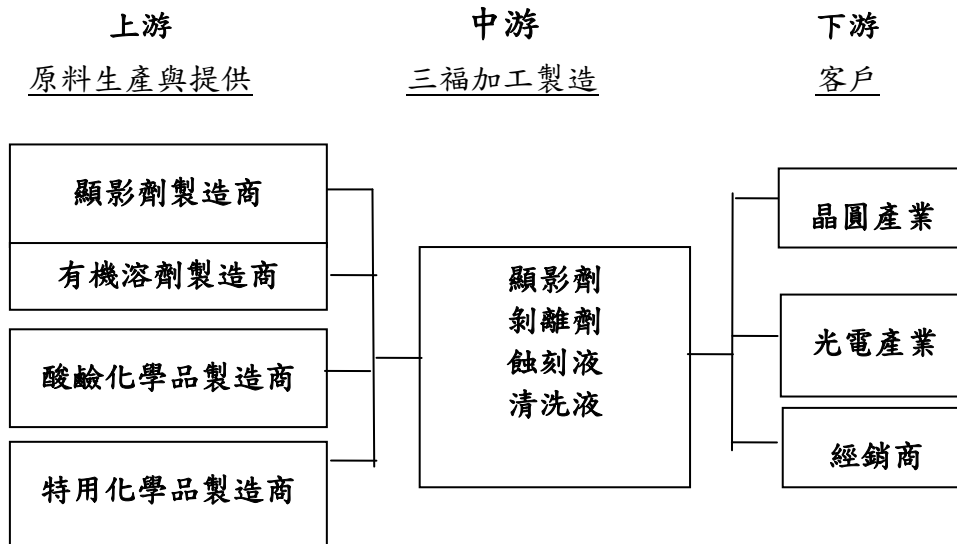 上游
中游
下游
原料生產與提供
三福加工製造
客戶
顯影劑製造商
有機溶劑製造商
酸鹼化學品製造商
特用化學品製造商
顯影劑
剝離劑
蝕刻液
清洗液
晶圓產業
光電產業
經銷商